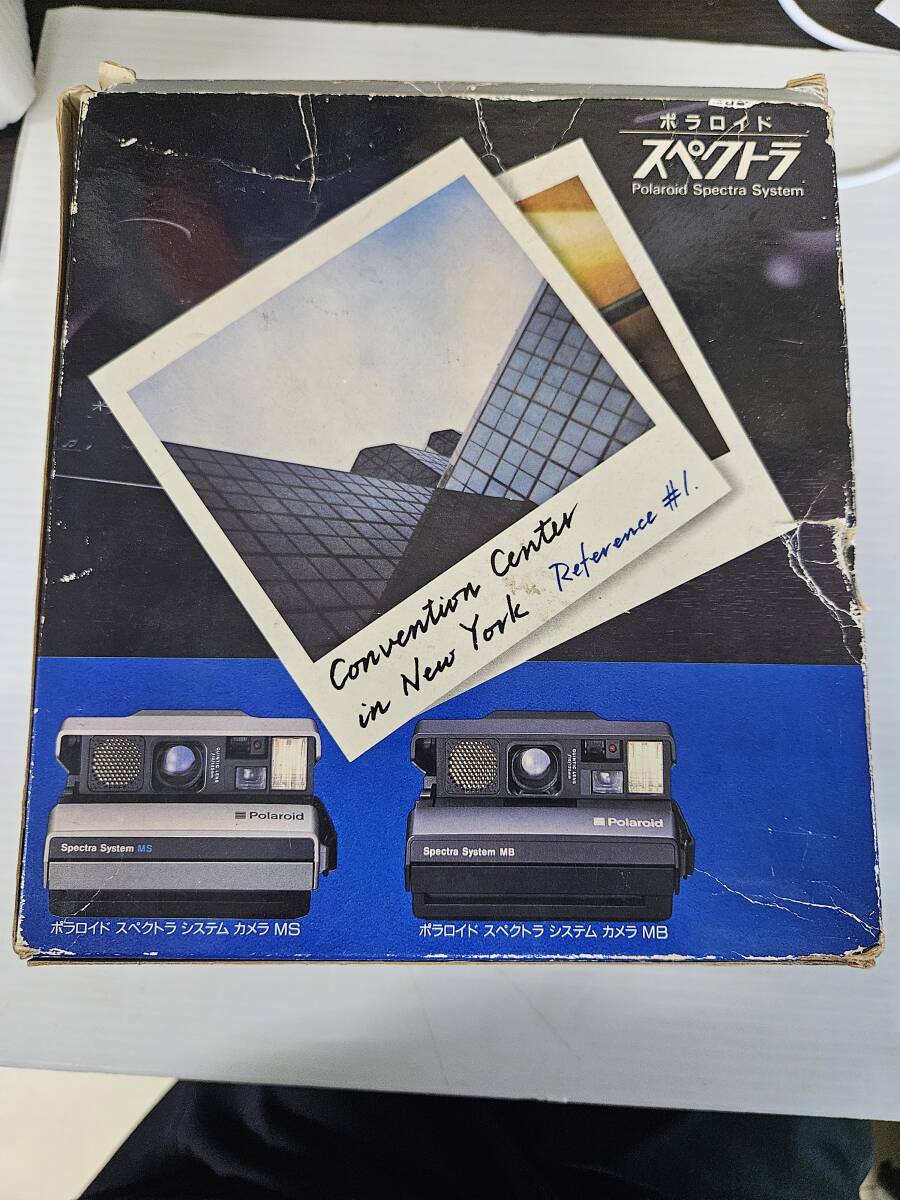 ポラロイド
スペクトラ
Polaroid Spectra System
Convention Center
in New York
Reference #1.
Polaroid
Spectra System MS
ポラロイド スペクトラ システム カメラ MS
Polaroid
Spectra System MB
ポラロイド スペクトラ システム カメラ MB